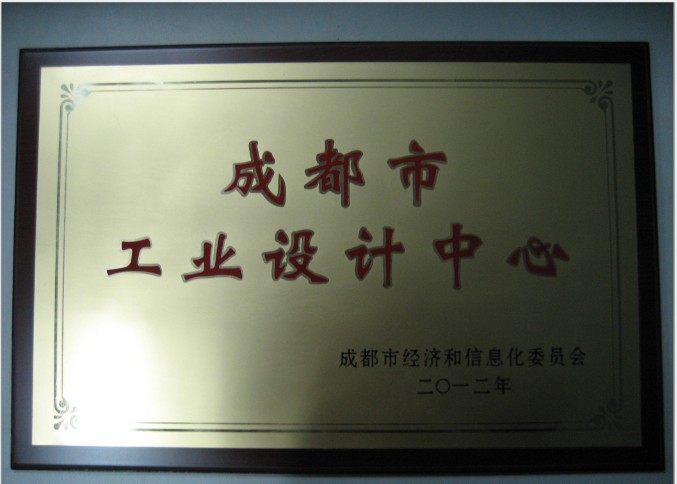 成都市
工业设计中心
成都市经济和信息化委员会
二〇一二年